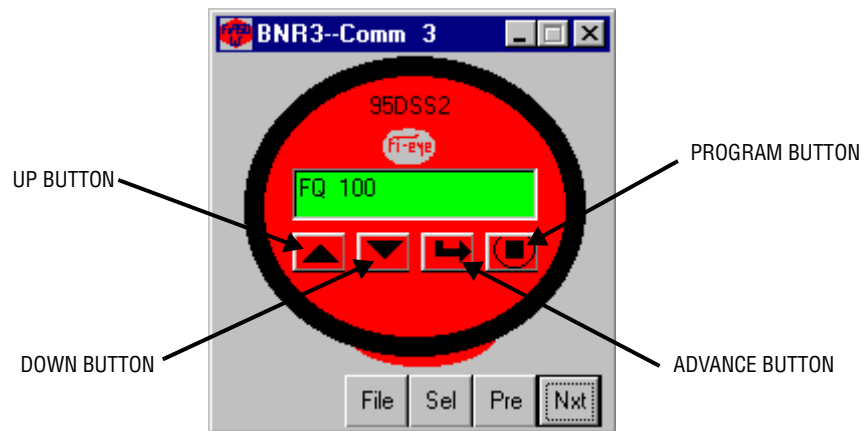 BNR3--Comm 3
95DSS2
Fi-eye
PROGRAM BUTTON
UP BUTTON
FQ 100
DOWN BUTTON
ADVANCE BUTTON
File Sel Pre Nxt